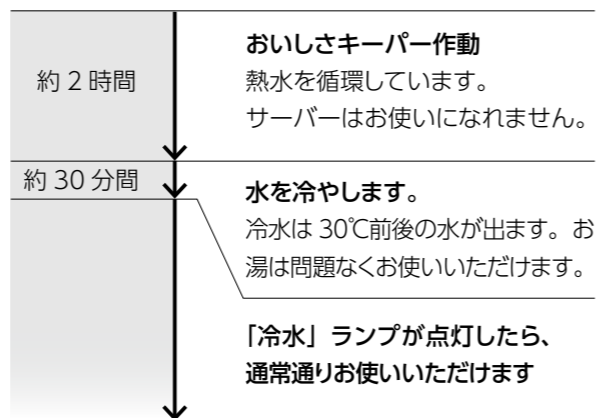 約 2 時間
おいしさキーパー作動
熱水を循環しています。
サーバーはお使いになれません。
約 30 分間
水を冷やします。
冷水は 30℃前後の水が出ます。お
湯は問題なくお使いいただけます。
「冷水」ランプが点灯したら、
通常通りお使いいただけます